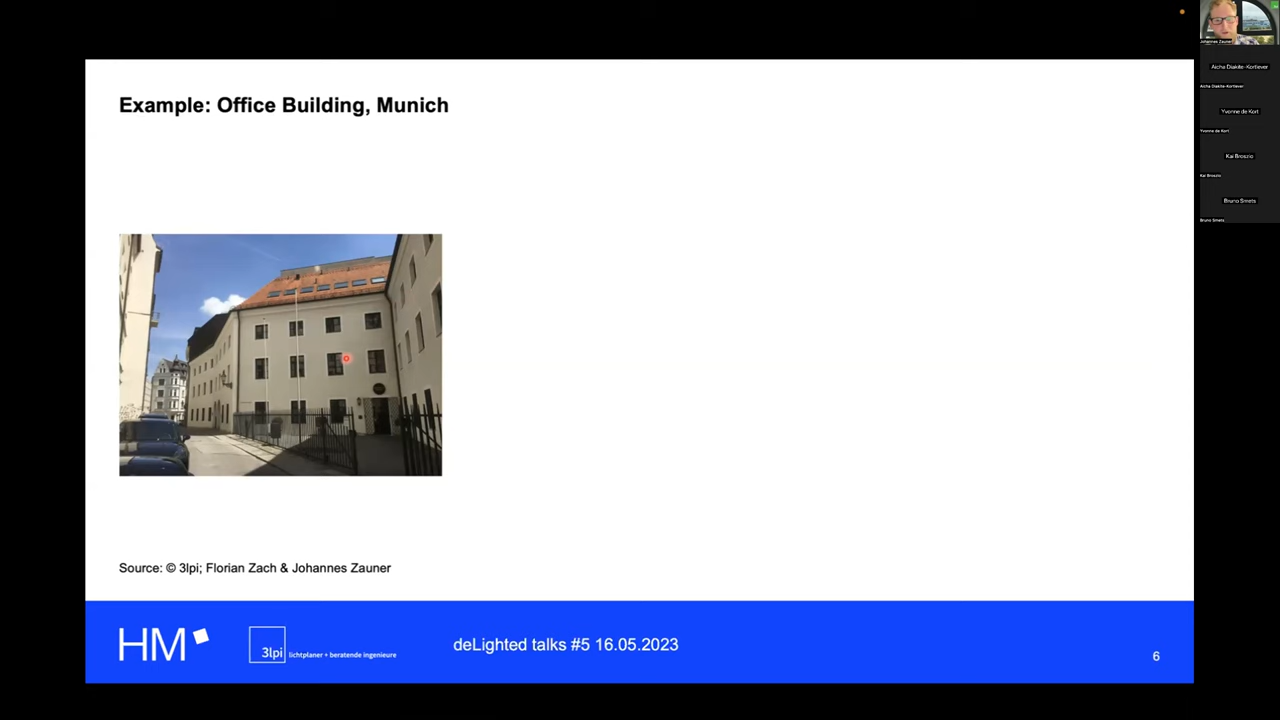 Example: Office Building, Munich
Source: © 3lpi; Florian Zach & Johannes Zauner
HM
3lpi
lichtplaner + beratende ingenieure
deLighted talks #5 16.05.2023
6
Johannes Zauner
Aicha Diakite-Kortlever
Aicha Diakite-Kortlever
Yvonne de Kort
Yvonne de Kort
Kai Broszio
Kai Broszio
Bruno Smets
Bruno Smets